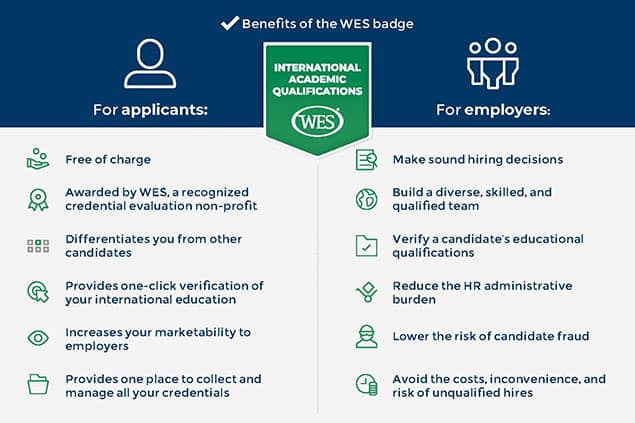 Benefits of the WES badge
INTERNATIONAL
ACADEMIC
QUALIFICATIONS
WES
For applicants:
For employers:
Free of charge
Awarded by WES, a recognized
credential evaluation non-profit
Differentiates you from other
candidates
Provides one-click verification of
your international education
Increases your marketability to
employers
Provides one place to collect and
manage all your credentials
Make sound hiring decisions
Build a diverse, skilled, and
qualified team
Verify a candidate's educational
qualifications
Reduce the HR administrative
burden
Lower the risk of candidate fraud
Avoid the costs, inconvenience, and
risk of unqualified hires